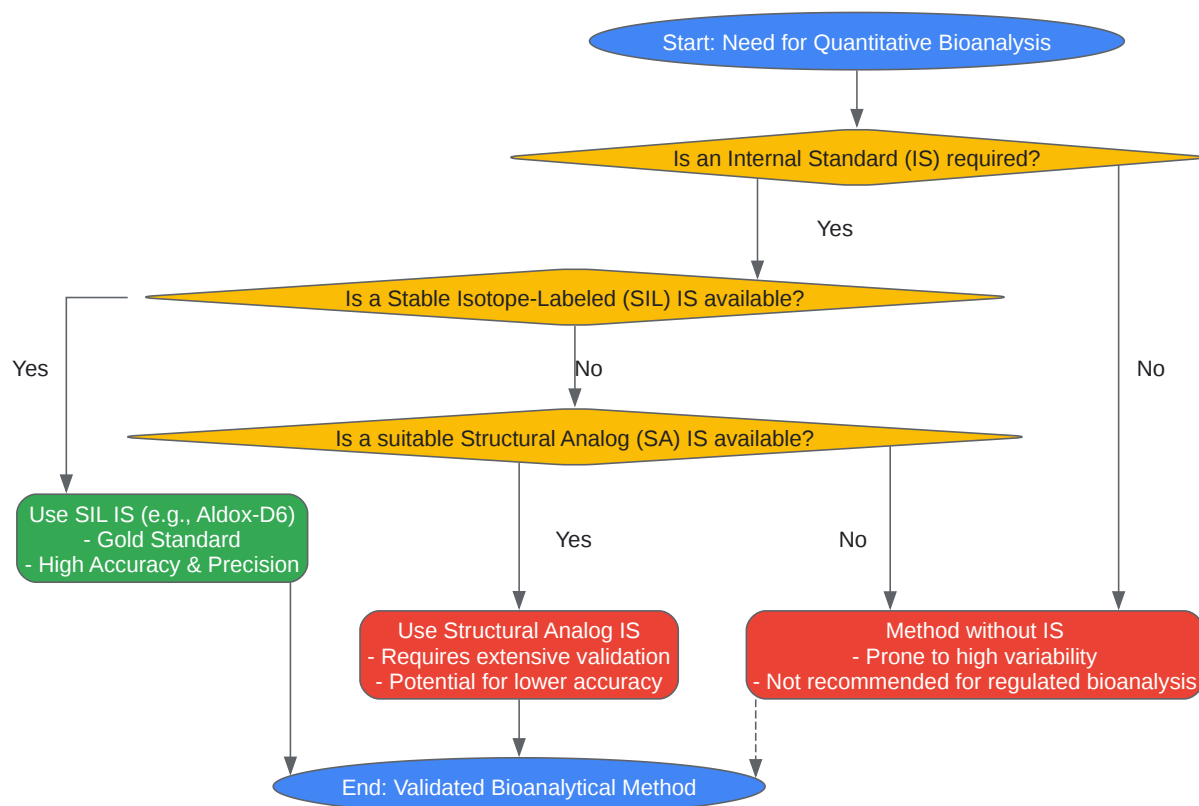 Start: Need for Quantitative Bioanalysis
Is an Internal Standard (IS) required?
Yes
Is a Stable Isotope-Labeled (SIL) IS available?
Yes
No
No
Is a suitable Structural Analog (SA) IS available?
Use SIL IS (e.g., Aldox-D6)
- Gold Standard
- High Accuracy & Precision
Yes
No
Use Structural Analog IS
- Requires extensive validation
- Potential for lower accuracy
Method without IS
- Prone to high variability
- Not recommended for regulated bioanalysis
End: Validated Bioanalytical Method